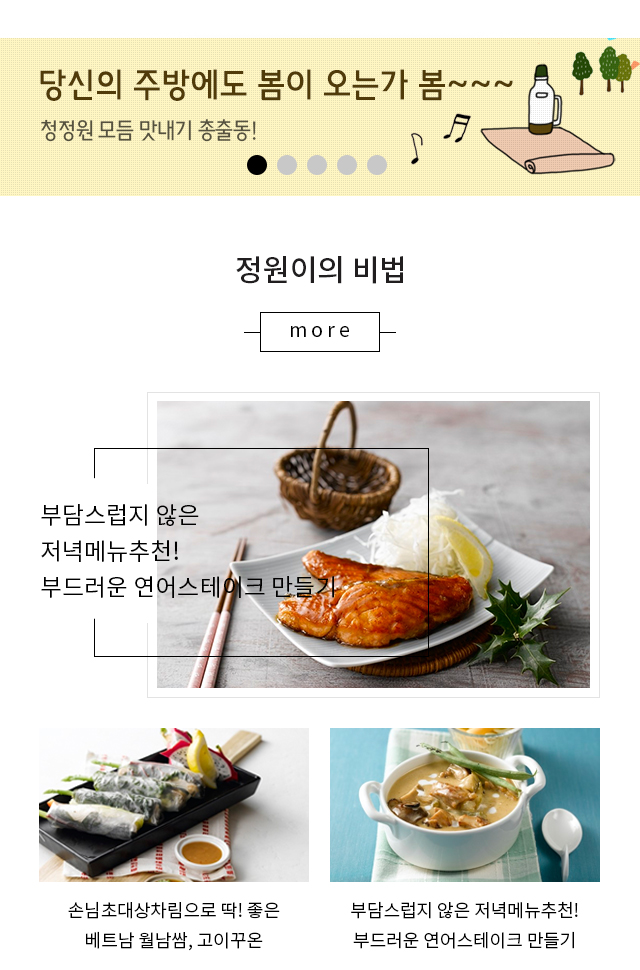 당신의 주방에도 봄이 오는가 봄~~~
청정원 모듬 맛내기 총출동!
정원이의 비법
more
부담스럽지 않은
저녁메뉴추천!
부드러운 연어스테이크 만들기
손님초대상차림으로 딱! 좋은
베트남 월남쌈, 고이꾸온
부담스럽지 않은 저녁메뉴추천!
부드러운 연어스테이크 만들기